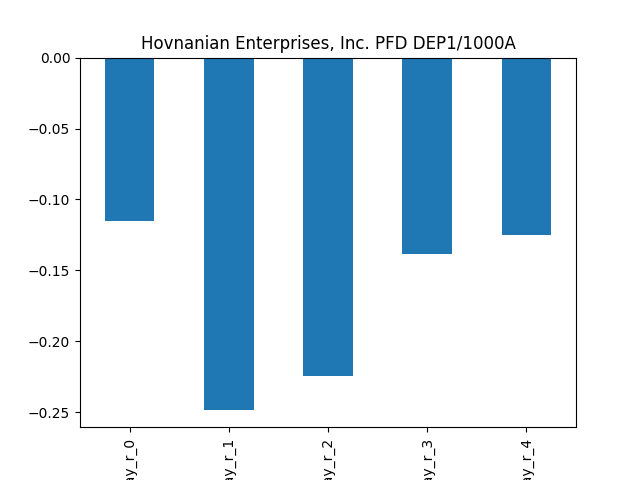 Hovnanian Enterprises, Inc. PFD DEP1/1000A
0.00
−0.05
−0.10
−0.15
−0.20
−0.25
ay_r_0
ay_r_1
ay_r_2
ay_r_3
ay_r_4